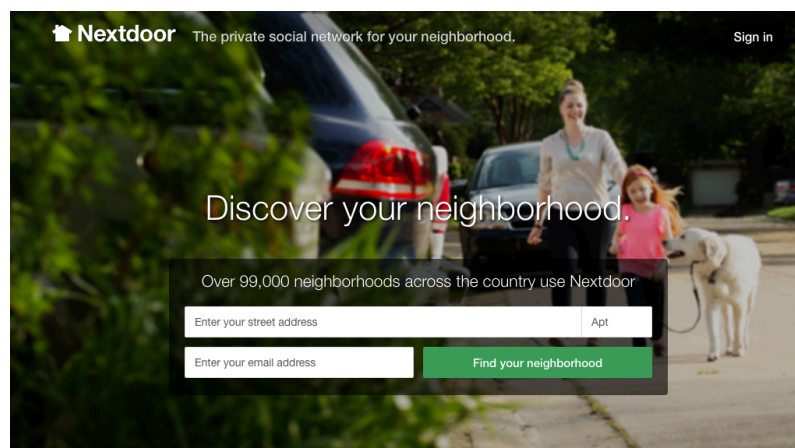 Nextdoor The private social network for your neighborhood. Sign in
Discover your neighborhood.
Over 99,000 neighborhoods across the country use Nextdoor
Enter your street address Apt
Enter your email address Find your neighborhood